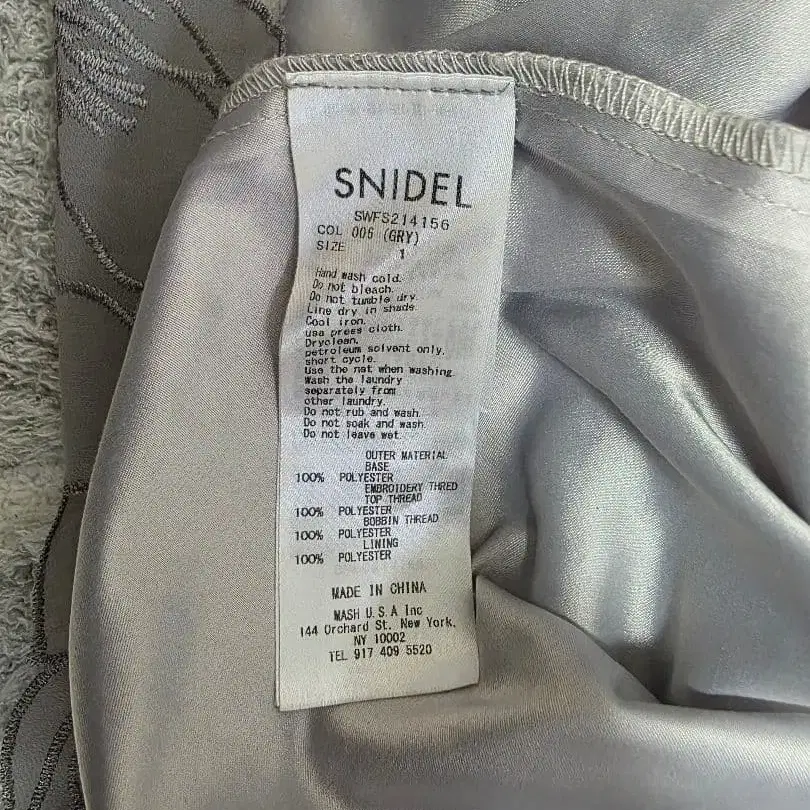 SNIDEL
SWFS214156
COL 006 (GRY)
SIZE 1
Hand wash cold.
Do not bleach.
Do not tumble dry.
Line dry in shade.
Cool iron.
use press cloth.
Dryclean.
petroleum solvent only,
short cycle.
Use the net when washing.
Wash the laundry
separately from
other laundry.
Do not rub and wash.
Do not soak and wash.
Do not leave wet.
OUTER MATERIAL
BASE
100% POLYESTER
EMBROIDERY THRED
TOP THREAD
100% POLYESTER
BOBBIN THREAD
100% POLYESTER
LINING
100% POLYESTER
MADE IN CHINA
MASH U.S.A Inc
144 Orchard St. New York,
NY 10002
TEL 917 409 5520